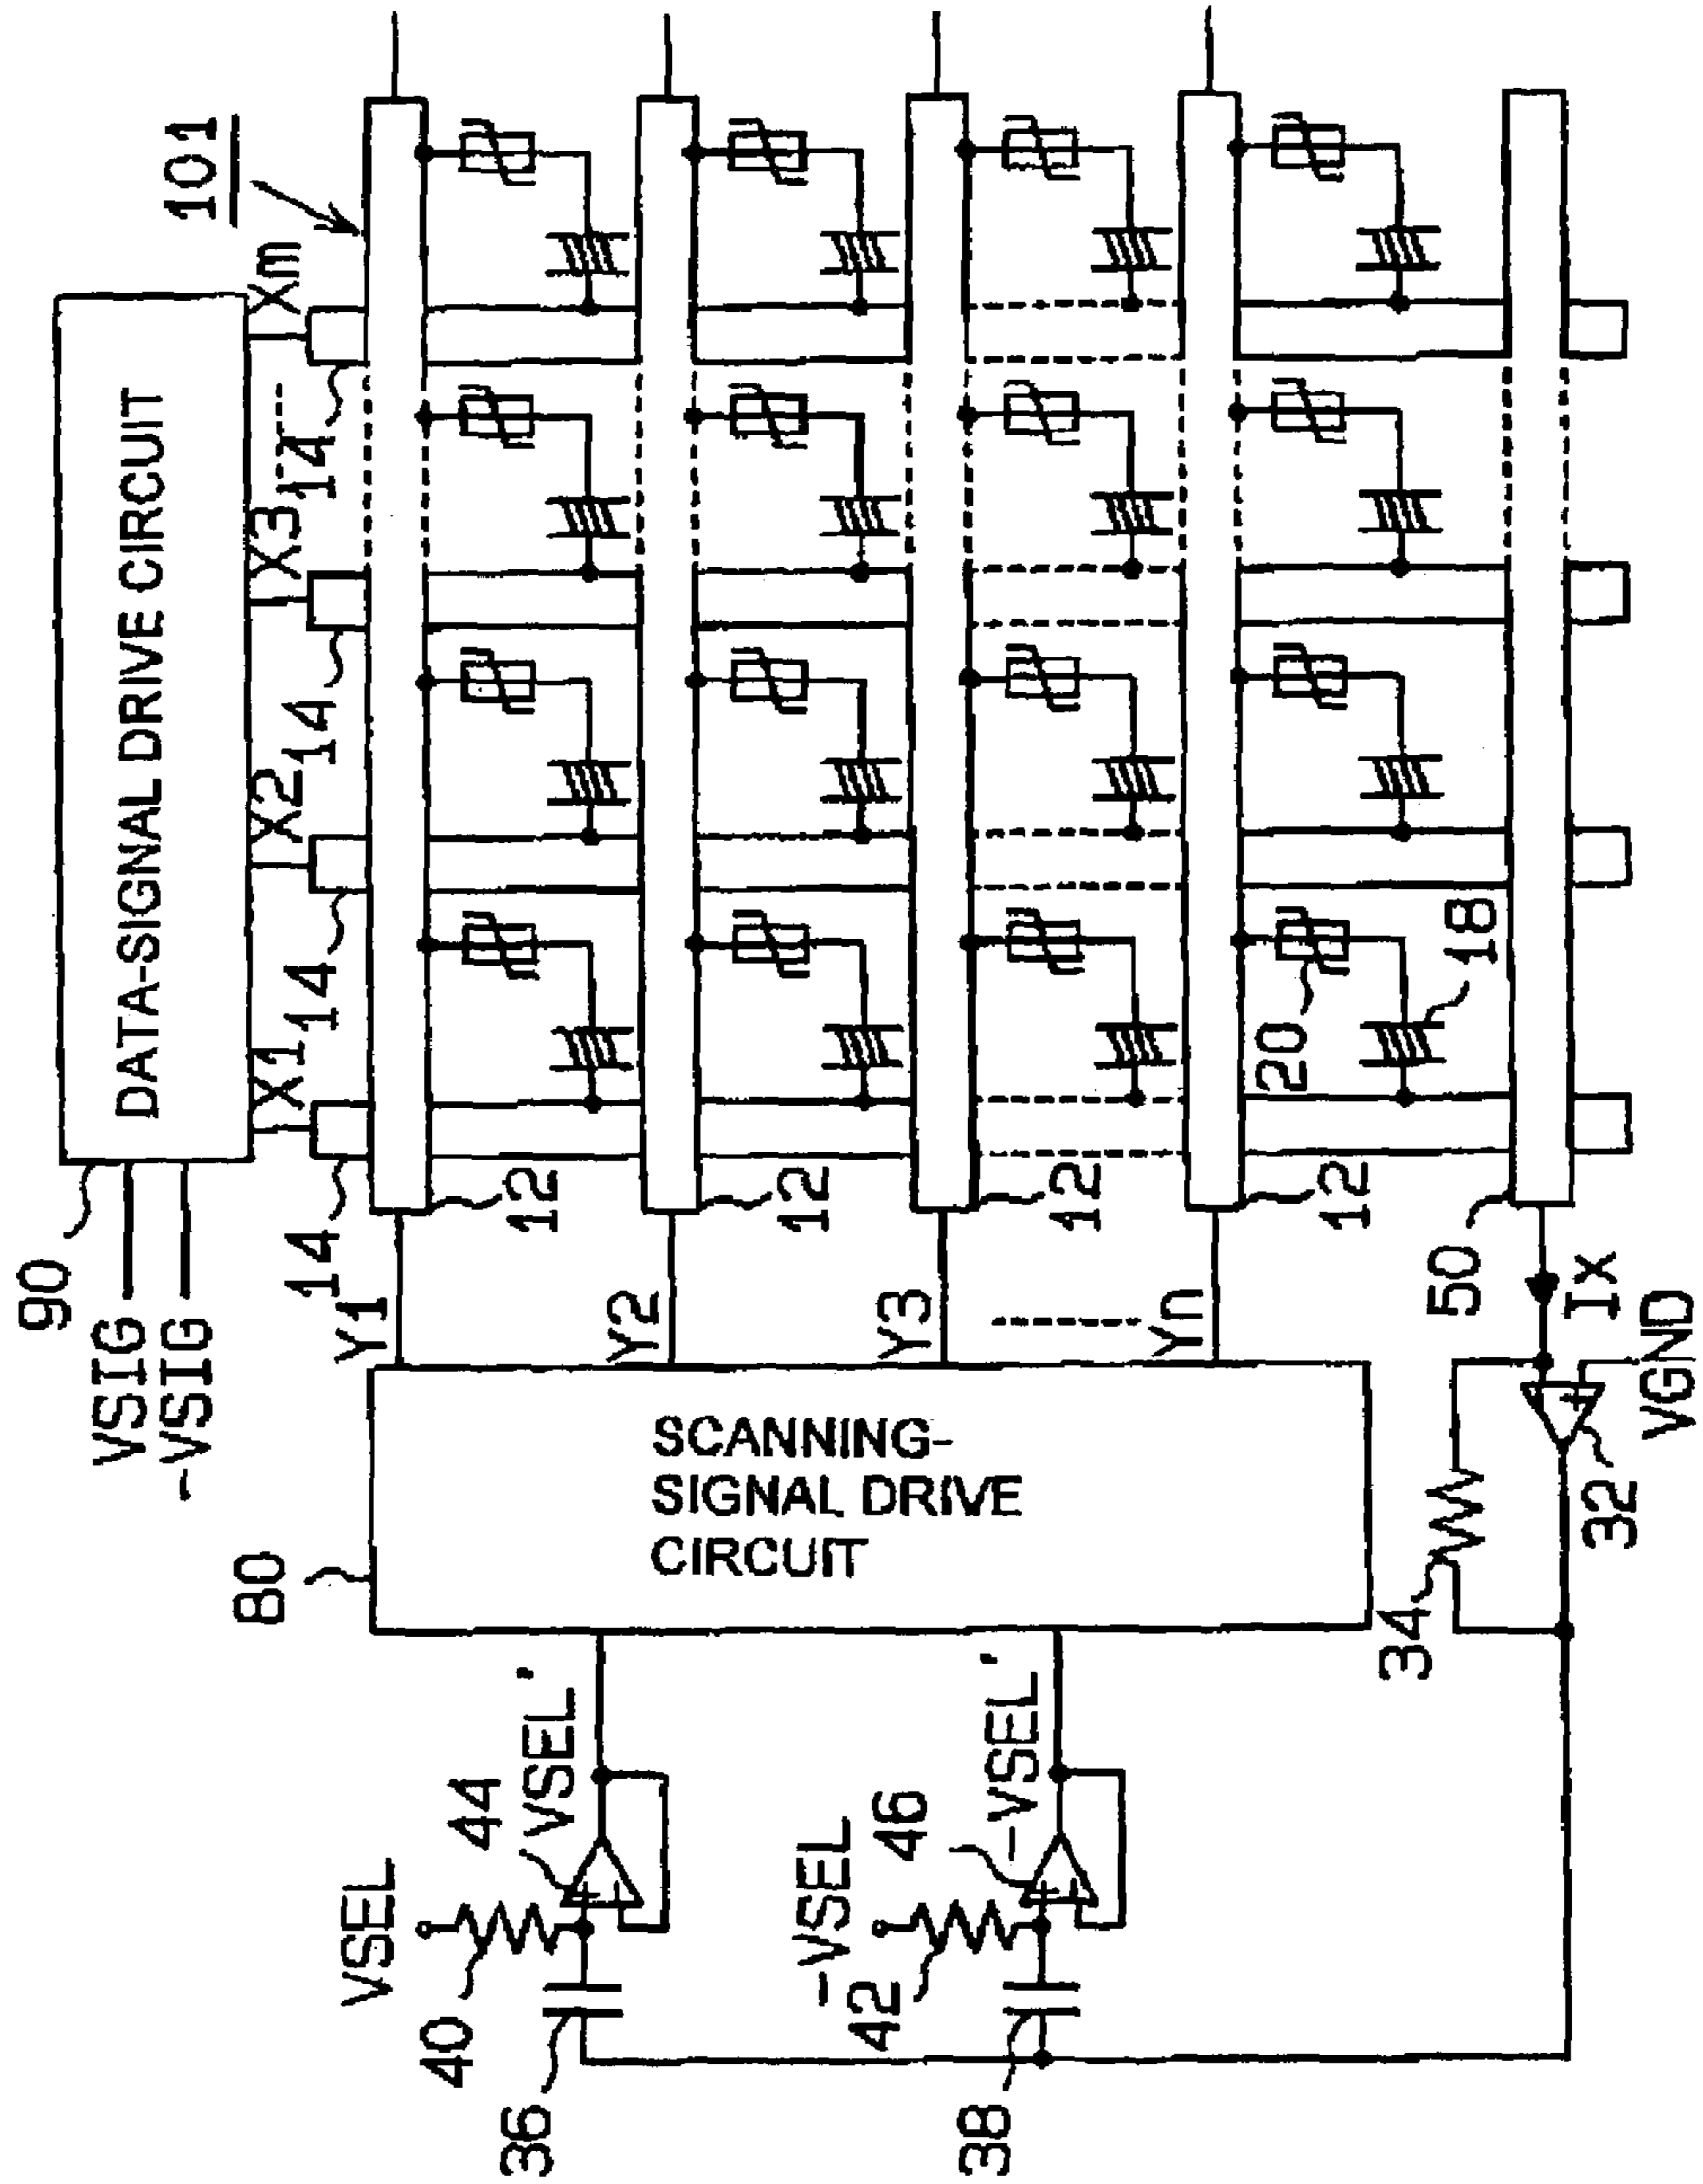 101
DATA-SIGNAL DRIVE CIRCUIT
90
VSIG
-VSIG
X1
X2
X3
Xm
14
14
14
14
Y1
Y2
Y3
Yn
12
12
12
12
20
18
50
Ix
VGND
32
34
80
SCANNING-
SIGNAL DRIVE
CIRCUIT
VSEL
40
44
VSEL'
36
-VSEL
42
46
-VSEL'
38